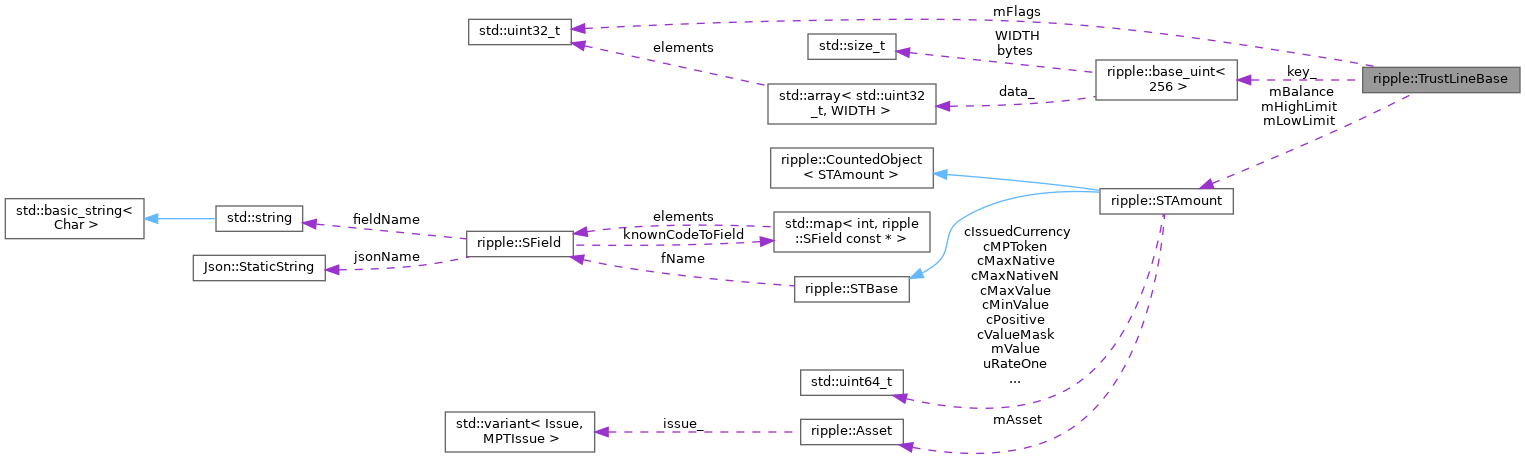 mFlags
std::uint32_t
WIDTH
bytes
std::size_t
elements
ripple::base_uint<
256 >
key_
ripple::TrustLineBase
std::array< std::uint32
_t, WIDTH >
data_
mBalance
mHighLimit
mLowLimit
ripple::CountedObject
< STAmount >
ripple::STAmount
std::basic_string<
Char >
std::string
fieldName
elements
std::map< int, ripple
::SField const * >
knownCodeToField
ripple::SField
Json::StaticString
jsonName
fName
ripple::STBase
cIssuedCurrency
cMPToken
cMaxNative
cMaxNativeN
cMaxValue
cMinValue
cPositive
cValueMask
mValue
uRateOne
...
std::uint64_t
mAsset
std::variant< Issue,
MPTIssue >
issue_
ripple::Asset